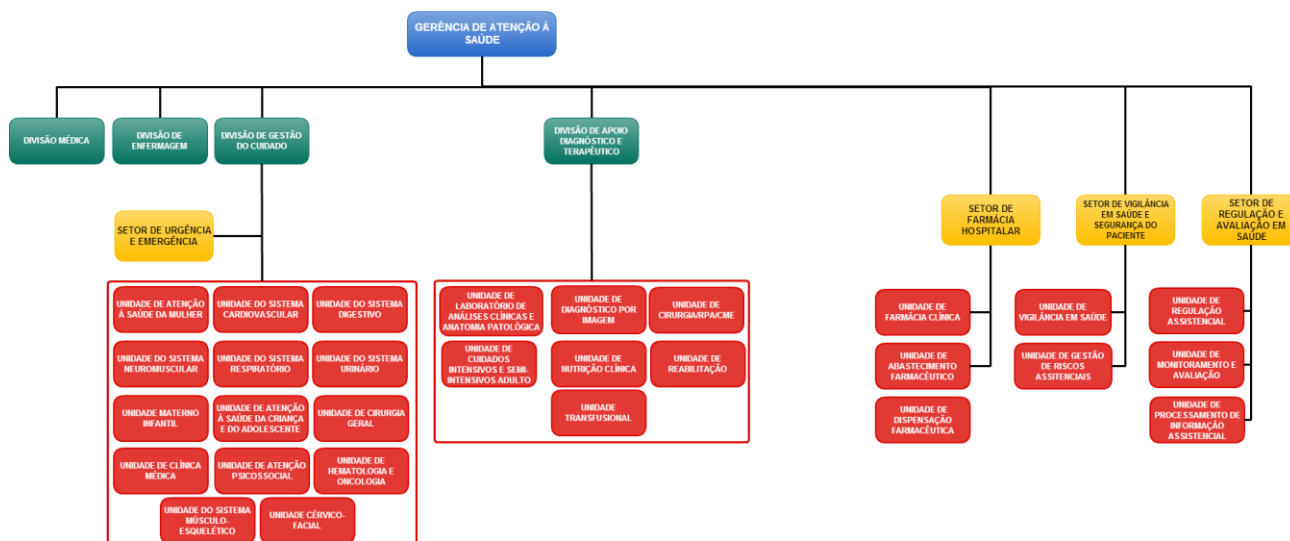 GERÊNCIA DE ATENÇÃO À
SAÚDE
DIVISÃO MÉDICA
DIVISÃO DE
ENFERMAGEM
DIVISÃO DE GESTÃO
DO CUIDADO
DIVISÃO DE APOIO
DIAGNÓSTICO E
TERAPÊUTICO
SETOR DE URGÊNCIA
E EMERGÊNCIA
SETOR DE
FARMÁCIA
HOSPITALAR
SETOR DE VIGILÂNCIA
EM SAÚDE E
SEGURANÇA DO
PACIENTE
SETOR DE
REGULAÇÃO E
AVALIAÇÃO EM
SAÚDE
UNIDADE DE ATENÇÃO
À SAÚDE DA MULHER
UNIDADE DO SISTEMA
CARDIOVASCULAR
UNIDADE DO SISTEMA
DIGESTIVO
UNIDADE DO SISTEMA
NEUROMUSCULAR
UNIDADE DO SISTEMA
RESPIRATÓRIO
UNIDADE DO SISTEMA
URINÁRIO
UNIDADE MATERNO
INFANTIL
UNIDADE DE ATENÇÃO
À SAÚDE DA CRIANÇA
E DO ADOLESCENTE
UNIDADE DE CIRURGIA
GERAL
UNIDADE DE CLÍNICA
MÉDICA
UNIDADE DE ATENÇÃO
PSICOSSOCIAL
UNIDADE DE
HEMATOLOGIA E
ONCOLOGIA
UNIDADE DO SISTEMA
MÚSCULO-
ESQUELÉTICO
UNIDADE CÉRVICO-
FACIAL
UNIDADE DE
LABORATÓRIO DE
ANÁLISES CLÍNICAS E
ANATOMIA PATOLÓGICA
UNIDADE DE
DIAGNÓSTICO POR
IMAGEM
UNIDADE DE
CIRURGIA/RPA/CME
UNIDADE DE
CUIDADOS
INTENSIVOS E SEMI-
INTENSIVOS ADULTO
UNIDADE DE
NUTRIÇÃO CLÍNICA
UNIDADE DE
REABILITAÇÃO
UNIDADE
TRANSFUSIONAL
UNIDADE DE
FARMÁCIA CLÍNICA
UNIDADE DE
ABASTECIMENTO
FARMACÊUTICO
UNIDADE DE
DISPENSAÇÃO
FARMACÊUTICA
UNIDADE DE
VIGILÂNCIA EM SAÚDE
UNIDADE DE GESTÃO
DE RISCOS
ASSITENCIAIS
UNIDADE DE
REGULAÇÃO
ASSISTENCIAL
UNIDADE DE
MONITORAMENTO E
AVALIAÇÃO
UNIDADE DE
PROCESSAMENTO DE
INFORMAÇÃO
ASSISTENCIAL